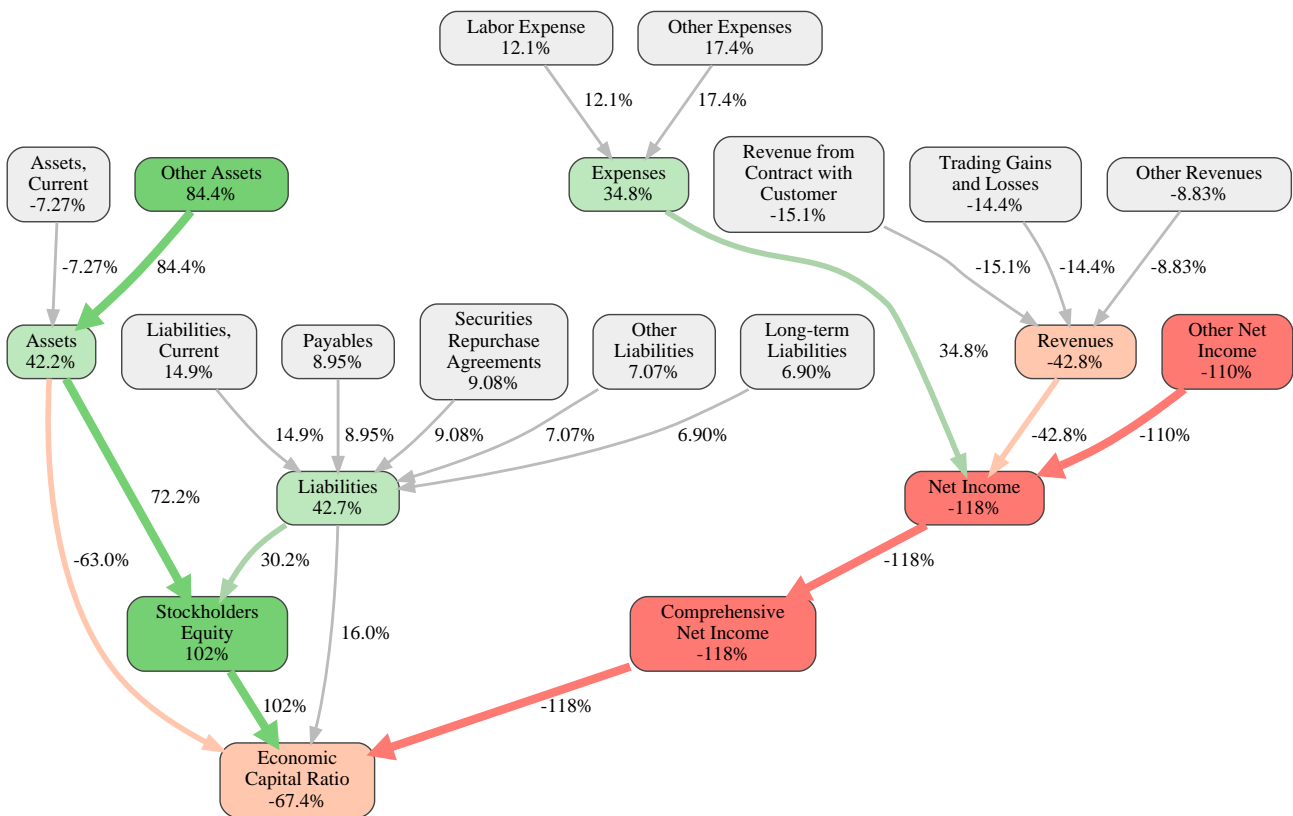 Labor Expense
12.1%
Other Expenses
17.4%
12.1%
17.4%
Assets,
Current
-7.27%
Other Assets
84.4%
Expenses
34.8%
Revenue from
Contract with
Customer
-15.1%
Trading Gains
and Losses
-14.4%
Other Revenues
-8.83%
-7.27%
84.4%
-15.1%
-14.4%
-8.83%
Assets
42.2%
Liabilities,
Current
14.9%
Payables
8.95%
Securities
Repurchase
Agreements
9.08%
Other
Liabilities
7.07%
Long-term
Liabilities
6.90%
34.8%
Revenues
-42.8%
Other Net
Income
-110%
14.9%
8.95%
9.08%
7.07%
6.90%
-42.8%
-110%
72.2%
Liabilities
42.7%
Net Income
-118%
-63.0%
30.2%
-118%
Stockholders
Equity
102%
16.0%
Comprehensive
Net Income
-118%
102%
-118%
Economic
Capital Ratio
-67.4%